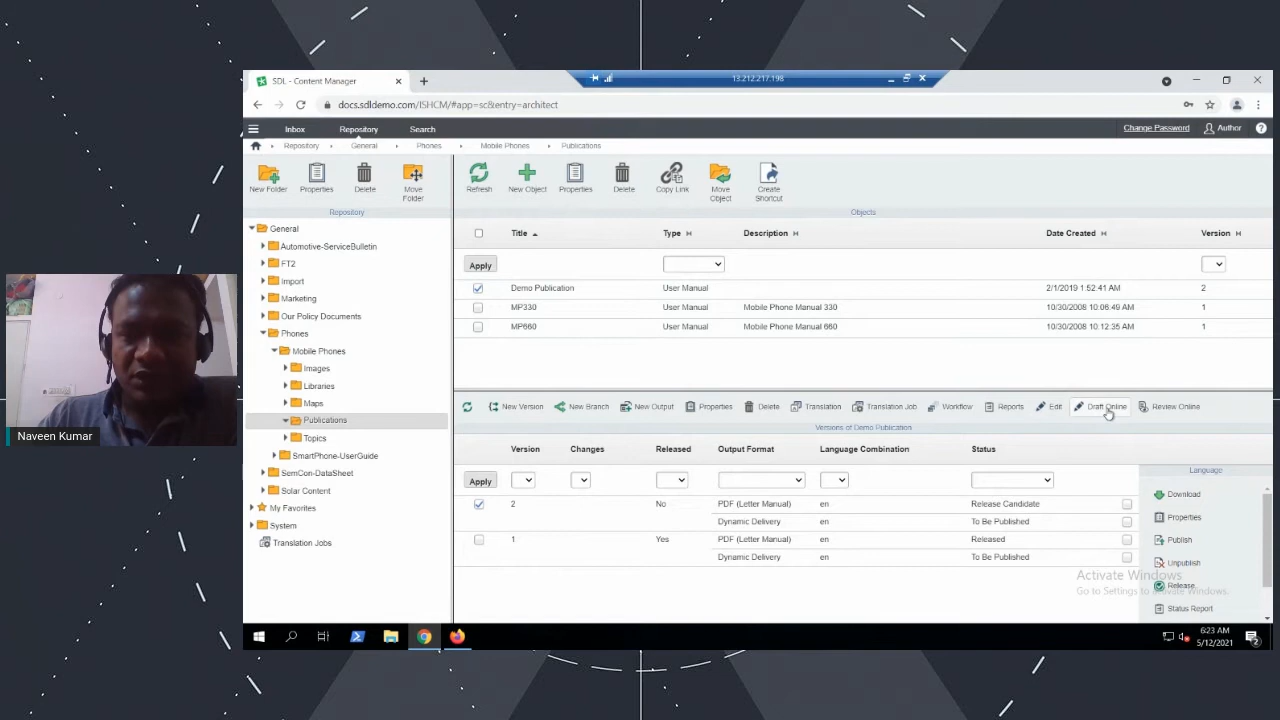 SDL - Content Manager
13.212.217.198
docs.sdldemo.com/ISHCM/#app=sc&entry=architect
Inbox Repository Search Change Password Author
Repository General Phones Mobile Phones Publications
New Folder Properties Delete Move Folder Refresh New Object Properties Delete Copy Link Move Object Create Shortcut
Repository Objects
General
Automotive-ServiceBulletin
FT2
Import
Marketing
Our Policy Documents
Phones
Mobile Phones
Images
Libraries
Maps
Publications
Topics
SmartPhone-UserGuide
SemCon-DataSheet
Solar Content
My Favorites
System
Translation Jobs
Title Type Description Date Created Version
Apply
Demo Publication User Manual 2/1/2019 1:52:41 AM 2
MP330 User Manual Mobile Phone Manual 330 10/30/2008 10:06:49 AM 1
MP660 User Manual Mobile Phone Manual 660 10/30/2008 10:12:35 AM 1
New Version New Branch New Output Properties Delete Translation Translation Job Workflow Reports Edit Draft Online Review Online
Versions of Demo Publication
Version Changes Released Output Format Language Combination Status
Apply
2 No PDF (Letter Manual) en Release Candidate
Dynamic Delivery en To Be Published
1 Yes PDF (Letter Manual) en Released
Dynamic Delivery en To Be Published
Language
Download
Properties
Publish
Unpublish
Release
Status Report
Activate Windows
Go to Settings to activate Windows.
6:23 AM
5/12/2021
Naveen Kumar